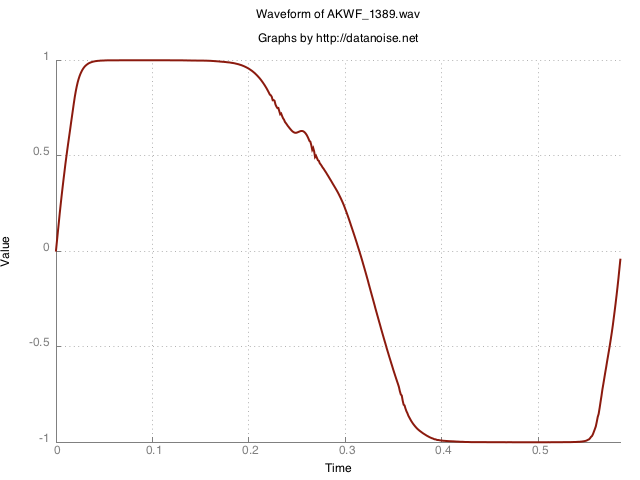 Waveform of AKWF_1389.wav
Graphs by http://datanoise.net
1
0.5
0
-0.5
-1
Value
0 0.1 0.2 0.3 0.4 0.5
Time